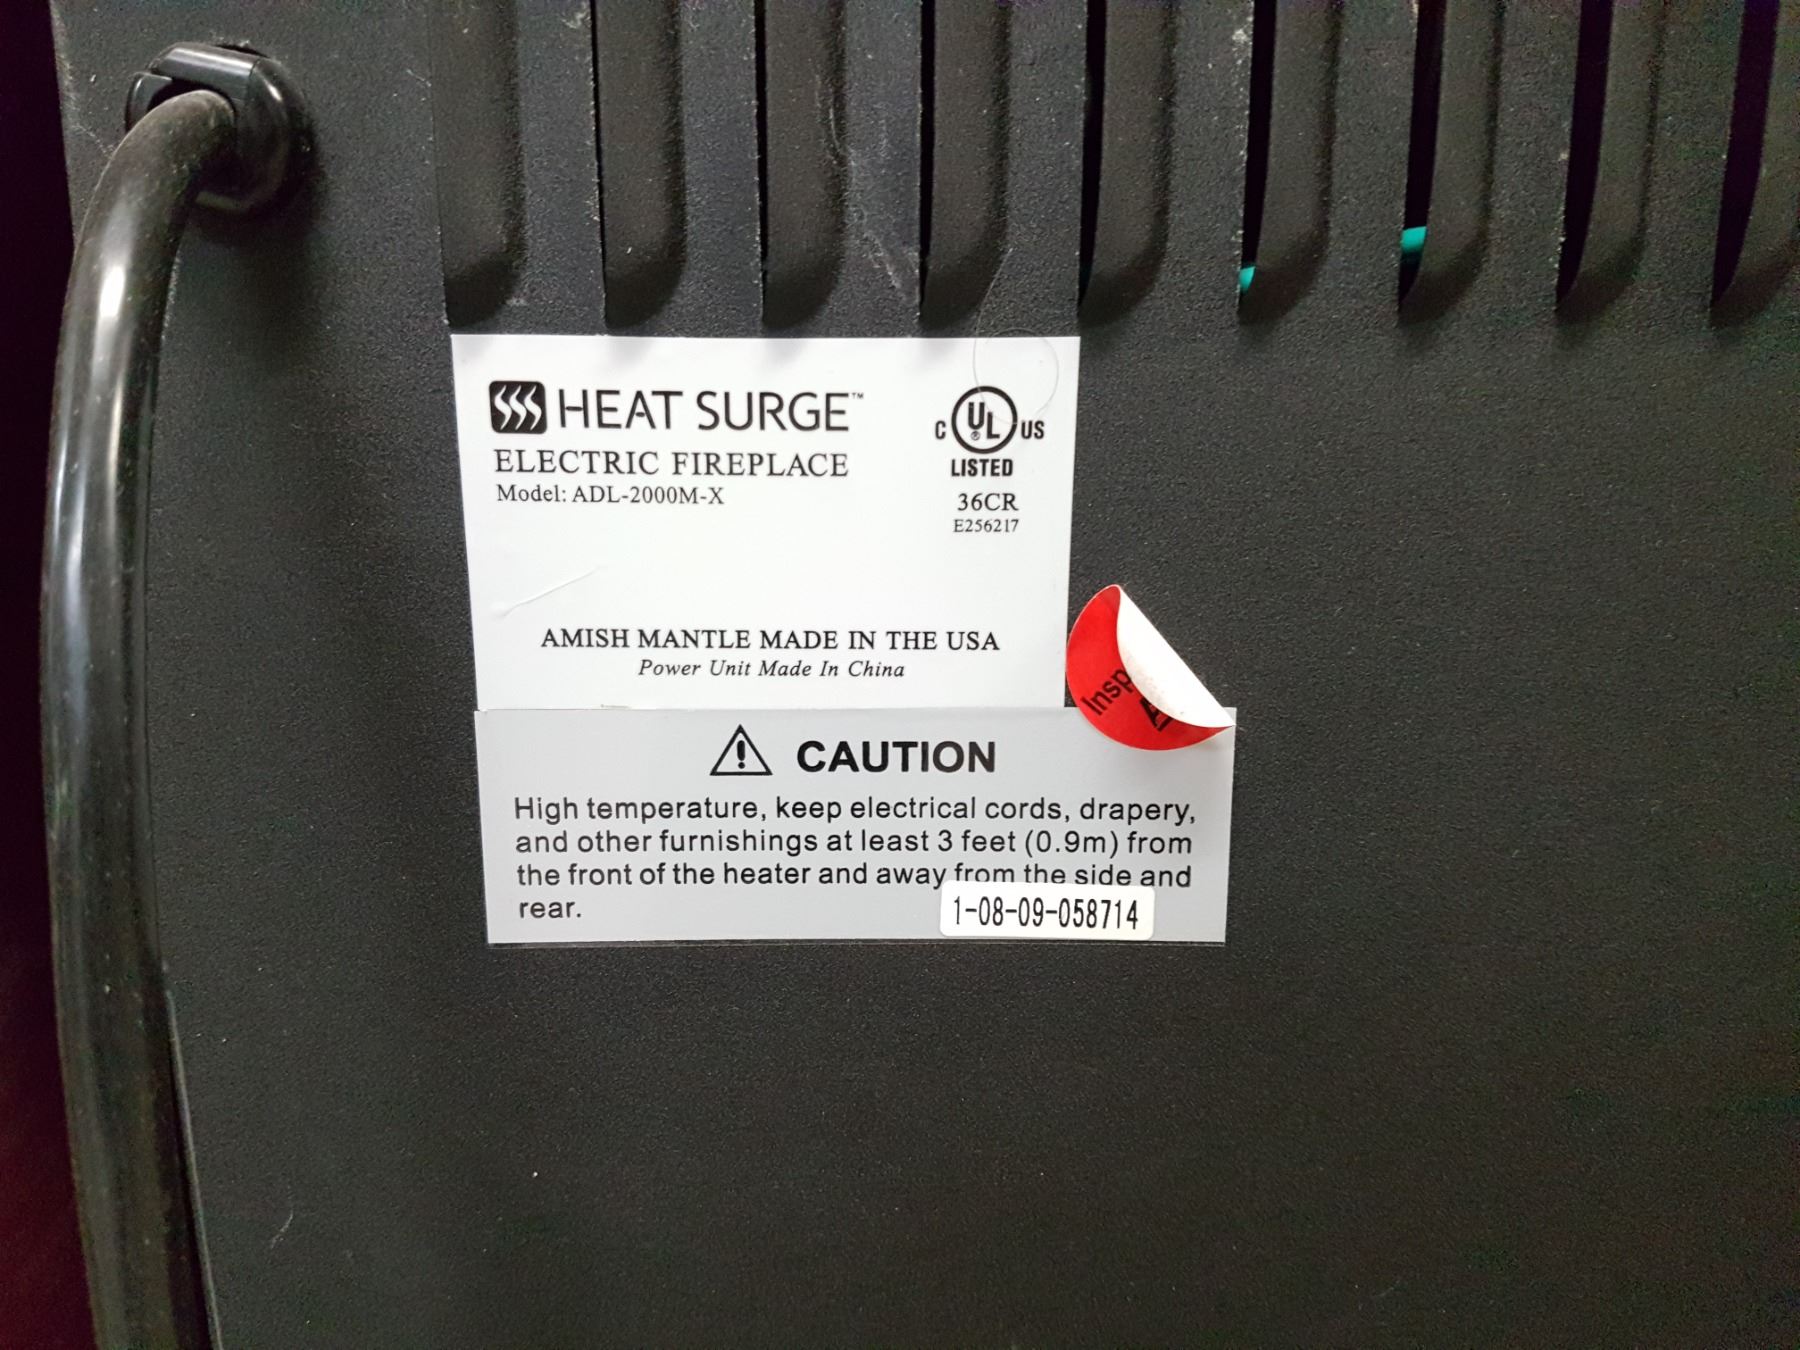 HEAT SURGE™
ELECTRIC FIREPLACE
Model: ADL-2000M-X
C UL® US
LISTED
36CR
E256217
AMISH MANTLE MADE IN THE USA
Power Unit Made In China
Insp
CAUTION
High temperature, keep electrical cords, drapery,
and other furnishings at least 3 feet (0.9m) from
the front of the heater and away from the side and
rear.
1-08-09-058714